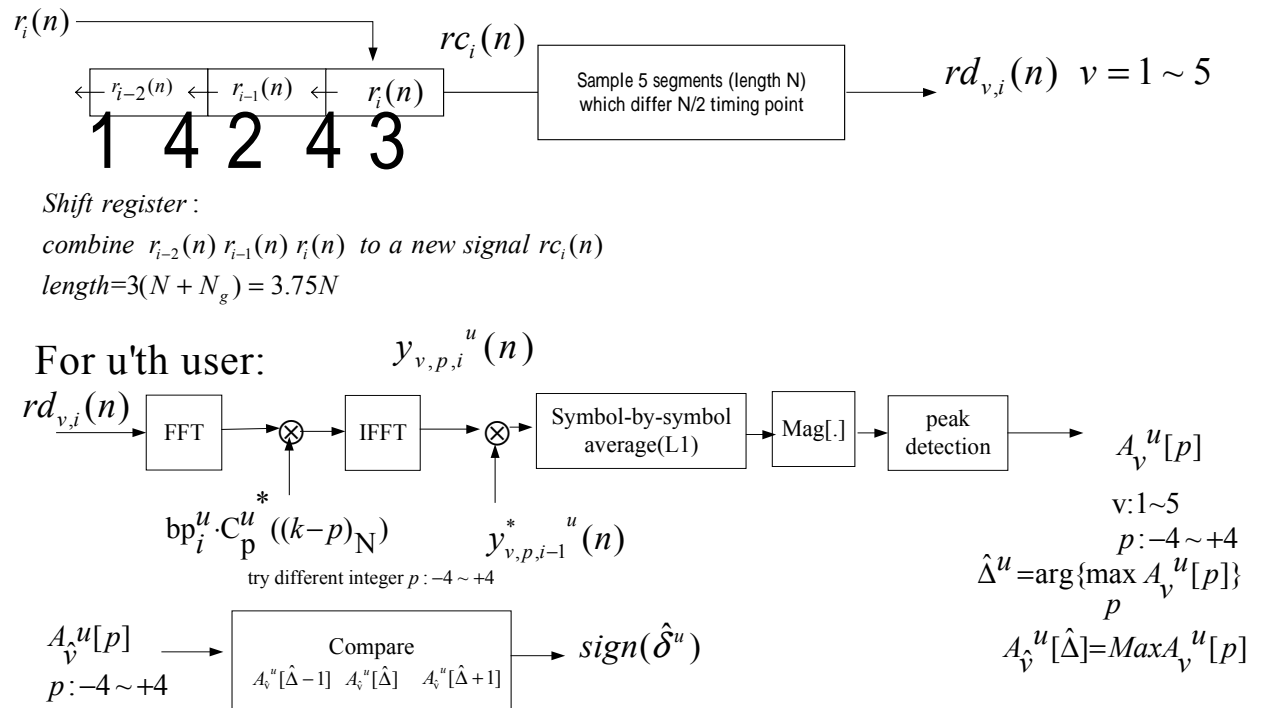 r_i(n)
rc_i(n)
r_{i-2}(n) r_{i-1}(n) r_i(n)
1 4 2 4 3
Sample 5 segments (length N)
which differ N/2 timing point
rd_{v,i}(n) v = 1 ~ 5
Shift register :
combine r_{i-2}(n) r_{i-1}(n) r_i(n) to a new signal rc_i(n)
length=3(N + N_g) = 3.75N
For u'th user:
y_{v,p,i}^u(n)
rd_{v,i}(n)
FFT
⊗
IFFT
⊗
Symbol-by-symbol
average(L1)
Mag[.]
peak
detection
A_v^u[p]
v:1~5
p:−4 ~ +4
bp_i^u·C_p^{u*}((k−p)_N)
y^*_{v,p,i−1}^u(n)
try different integer p : −4 ~ +4
Δ̂^u =arg{max_p A_v^u[p]}
A_v̂^u[Δ̂]=MaxA_v^u[p]
A_v̂^u[p]
p:−4 ~ +4
Compare
A_v̂^u[Δ̂ −1] A_v̂^u[Δ̂] A_v̂^u[Δ̂ +1]
sign(δ̂^u)